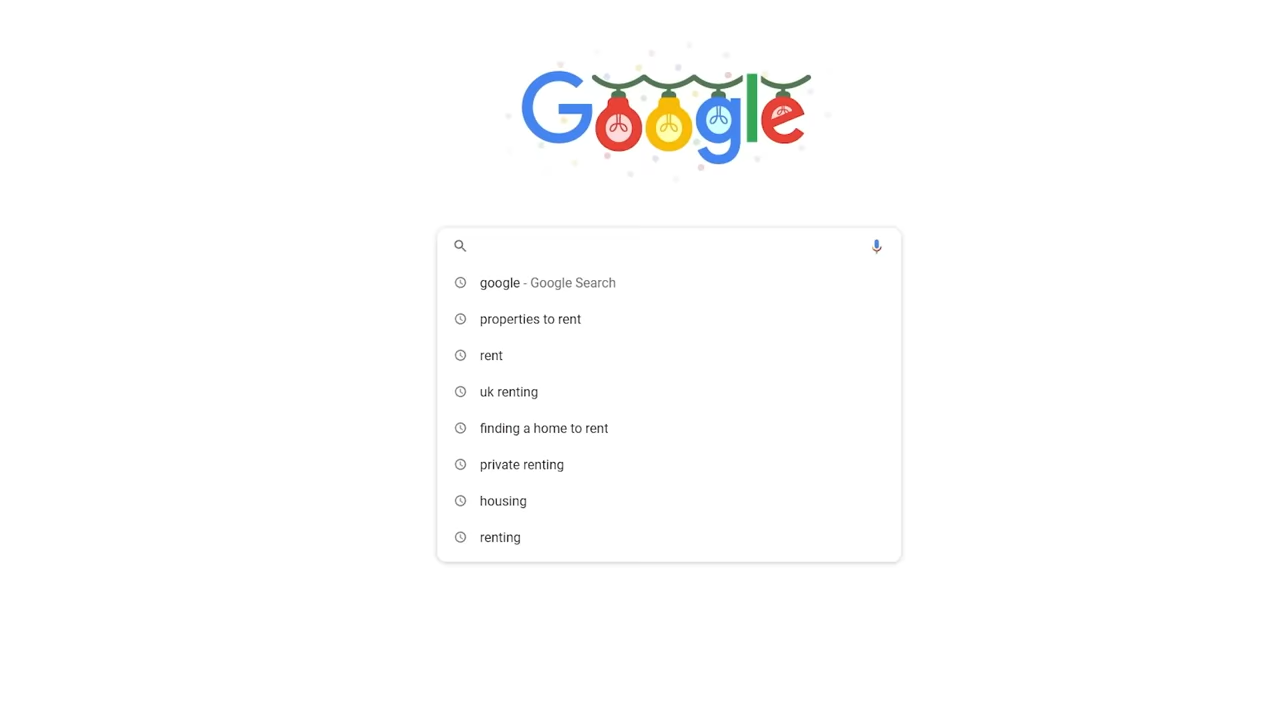 Google
google - Google Search
properties to rent
rent
uk renting
finding a home to rent
private renting
housing
renting